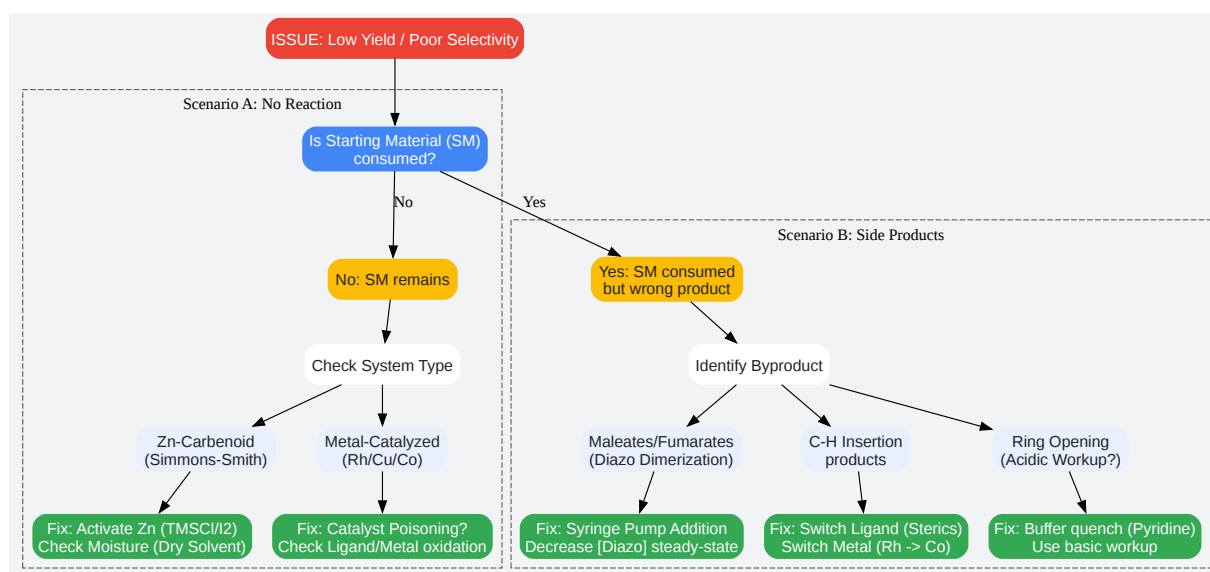 ISSUE: Low Yield / Poor Selectivity
Scenario A: No Reaction
Is Starting Material (SM)
consumed?
No
Yes
Scenario B: Side Products
No: SM remains
Yes: SM consumed
but wrong product
Check System Type
Identify Byproduct
Zn-Carbenoid
(Simmons-Smith)
Metal-Catalyzed
(Rh/Cu/Co)
Maleates/Fumarates
(Diazo Dimerization)
C-H Insertion
products
Ring Opening
(Acidic Workup?)
Fix: Activate Zn (TMSCl/I2)
Check Moisture (Dry Solvent)
Fix: Catalyst Poisoning?
Check Ligand/Metal oxidation
Fix: Syringe Pump Addition
Decrease [Diazo] steady-state
Fix: Switch Ligand (Sterics)
Switch Metal (Rh -> Co)
Fix: Buffer quench (Pyridine)
Use basic workup